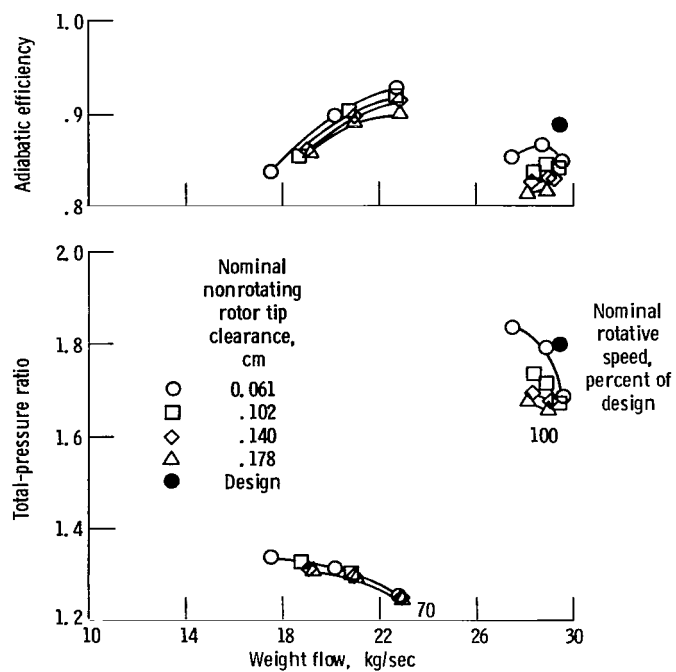 1.0
.9
.8
Adiabatic efficiency
2.0
1.8
1.6
1.4
1.2
Total-pressure ratio
Nominal
nonrotating
rotor tip
clearance,
cm
0.061
.102
.140
.178
Design
Nominal
rotative
speed,
percent of
design
100
70
10
18
22
26
30
Weight flow, kg/sec